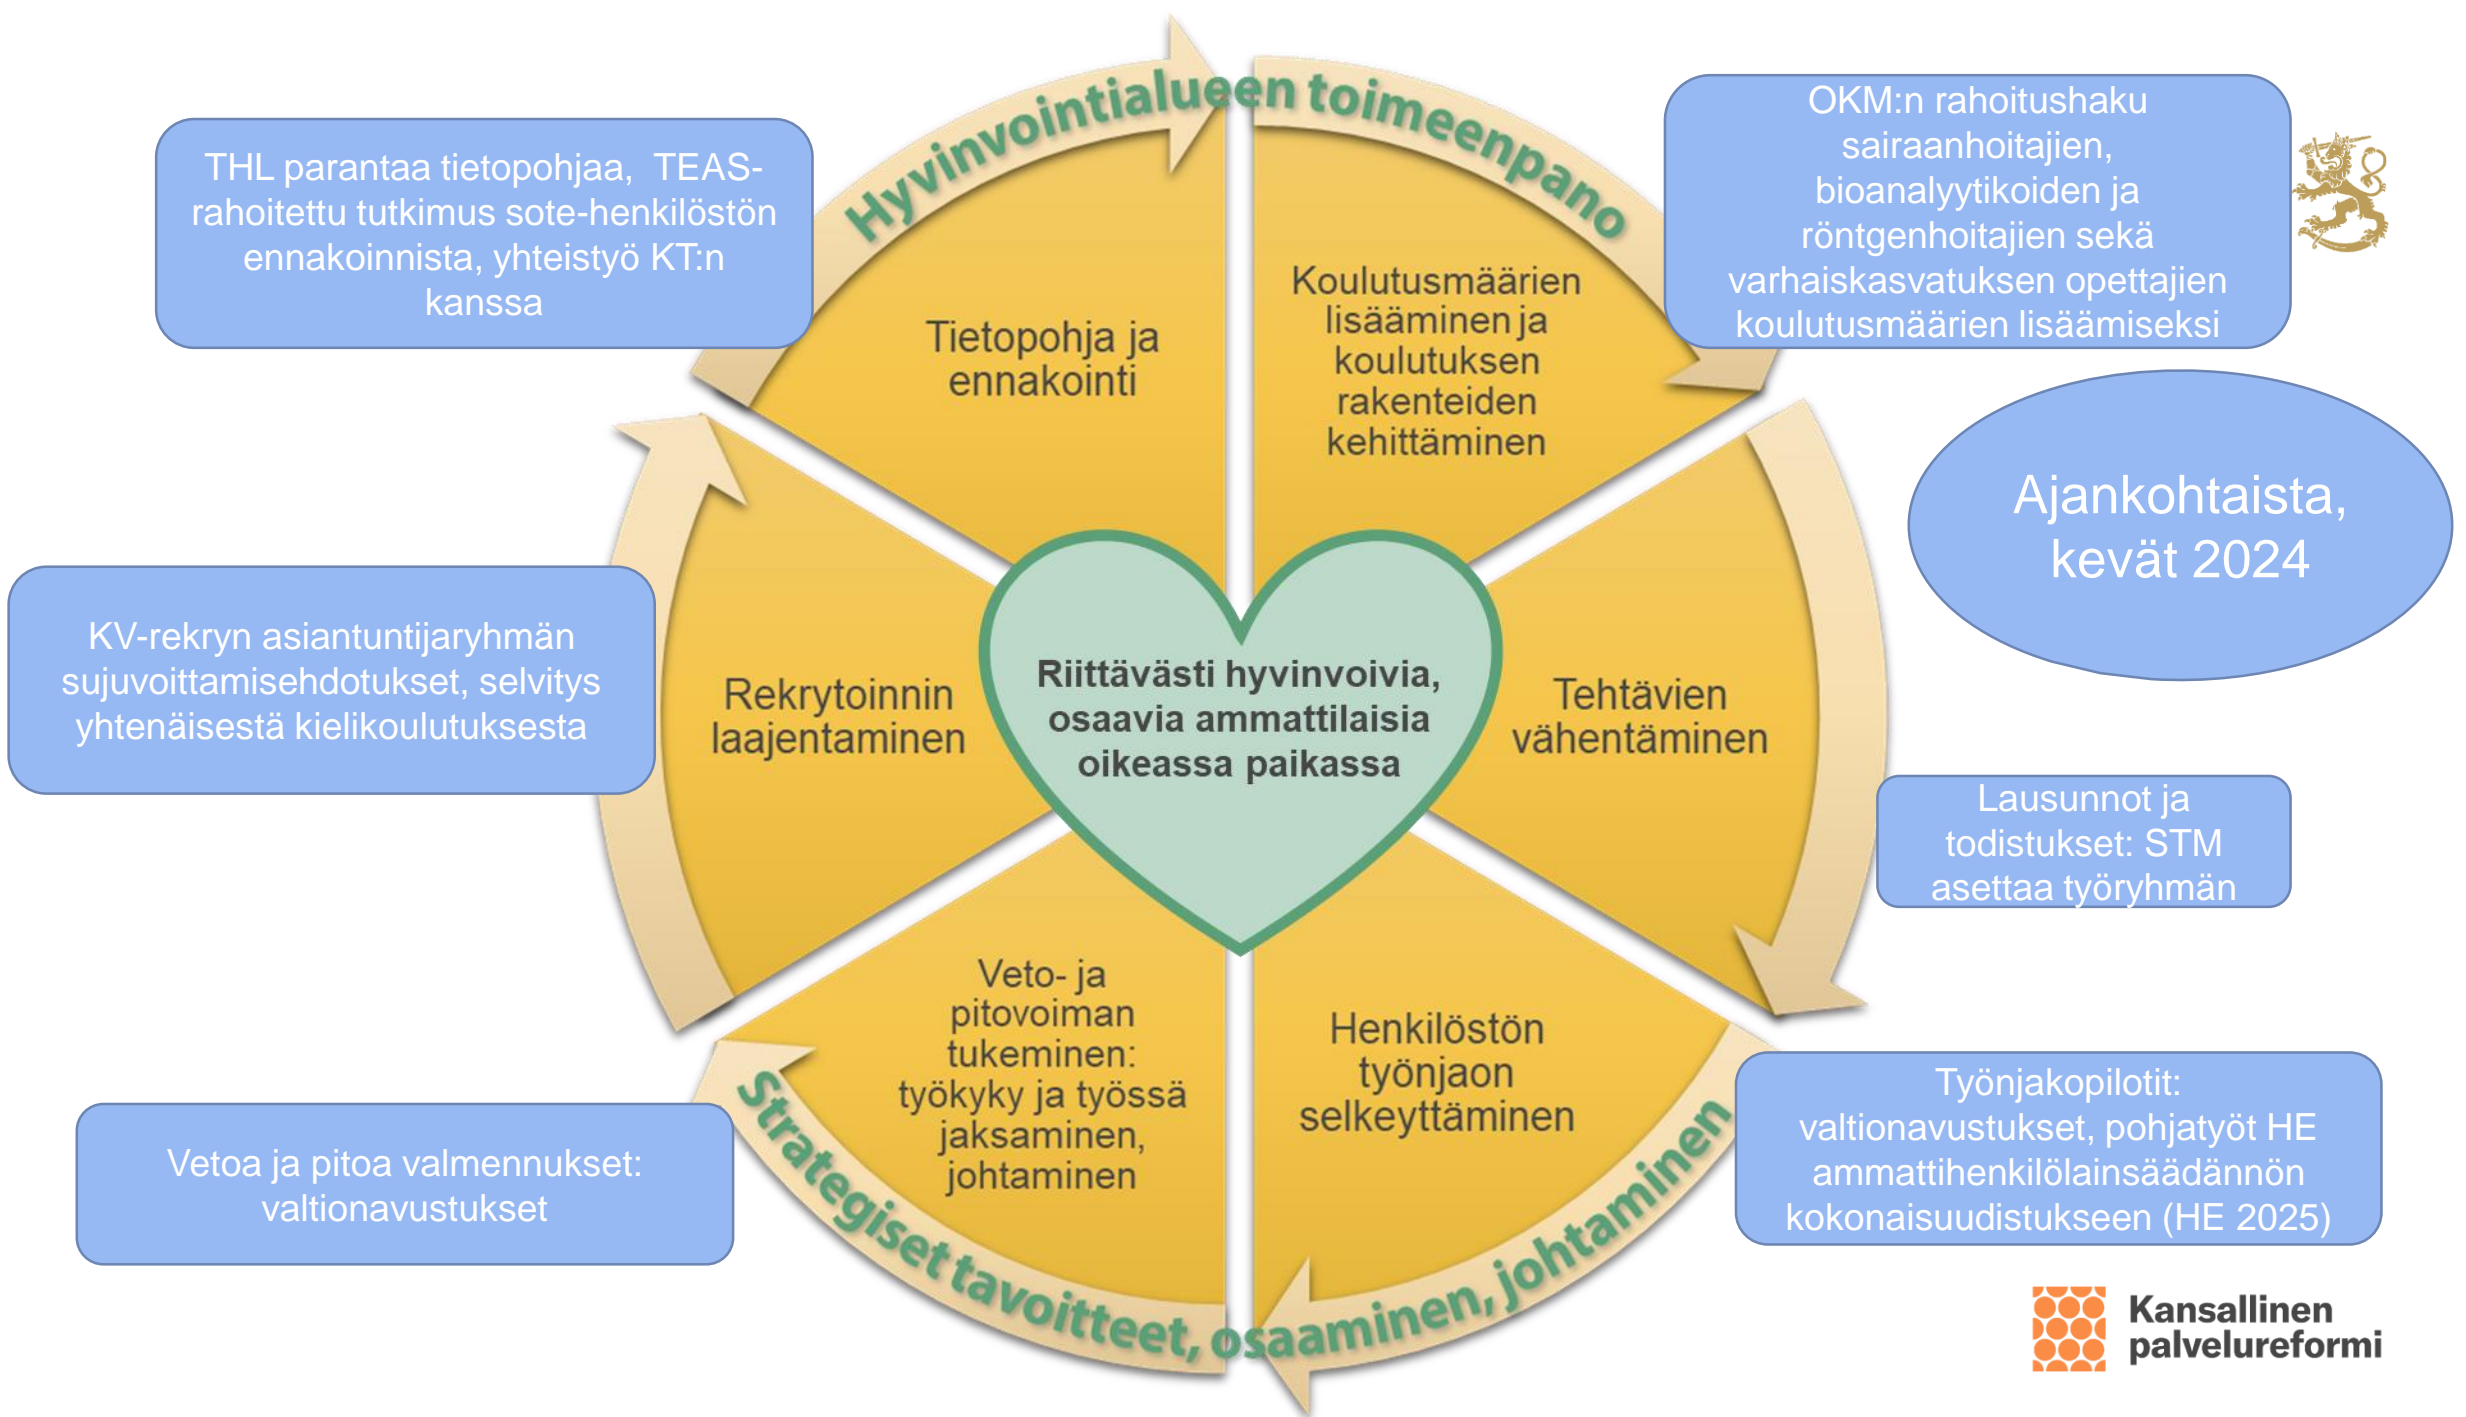 Hyvinvointialueen toimeenpano
THL parantaa tietopohjaa, TEAS-
rahoitettu tutkimus sote-henkilöstön
ennakoinnista, yhteistyö KT:n
kanssa
OKM:n rahoitushaku
sairaanhoitajien,
bioanalyytikoiden ja
röntgenhoitajien sekä
varhaiskasvatuksen opettajien
koulutusmäärien lisäämiseksi
Tietopohja ja
ennakointi
Koulutusmäärien
lisääminen ja
koulutuksen
rakenteiden
kehittäminen
Ajankohtaista,
kevät 2024
KV-rekryn asiantuntijaryhmän
sujuvoittamisehdotukset, selvitys
yhtenäisestä kielikoulutuksesta
Rekrytoinnin
laajentaminen
Riittävästi hyvinvoivia,
osaavia ammattilaisia
oikeassa paikassa
Tehtävien
vähentäminen
Lausunnot ja
todistukset: STM
asettaa työryhmän
Veto- ja
pitovoiman
tukeminen:
työkyky ja työssä
jaksaminen,
johtaminen
Henkilöstön
työnjaon
selkeyttäminen
Työnjakopilotit:
valtionavustukset, pohjatyöt HE
ammattihenkilölainsäädännön
kokonaisuudistukseen (HE 2025)
Vetoa ja pitoa valmennukset:
valtionavustukset
Strategiset tavoitteet, osaaminen, johtaminen
Kansallinen
palvelureformi